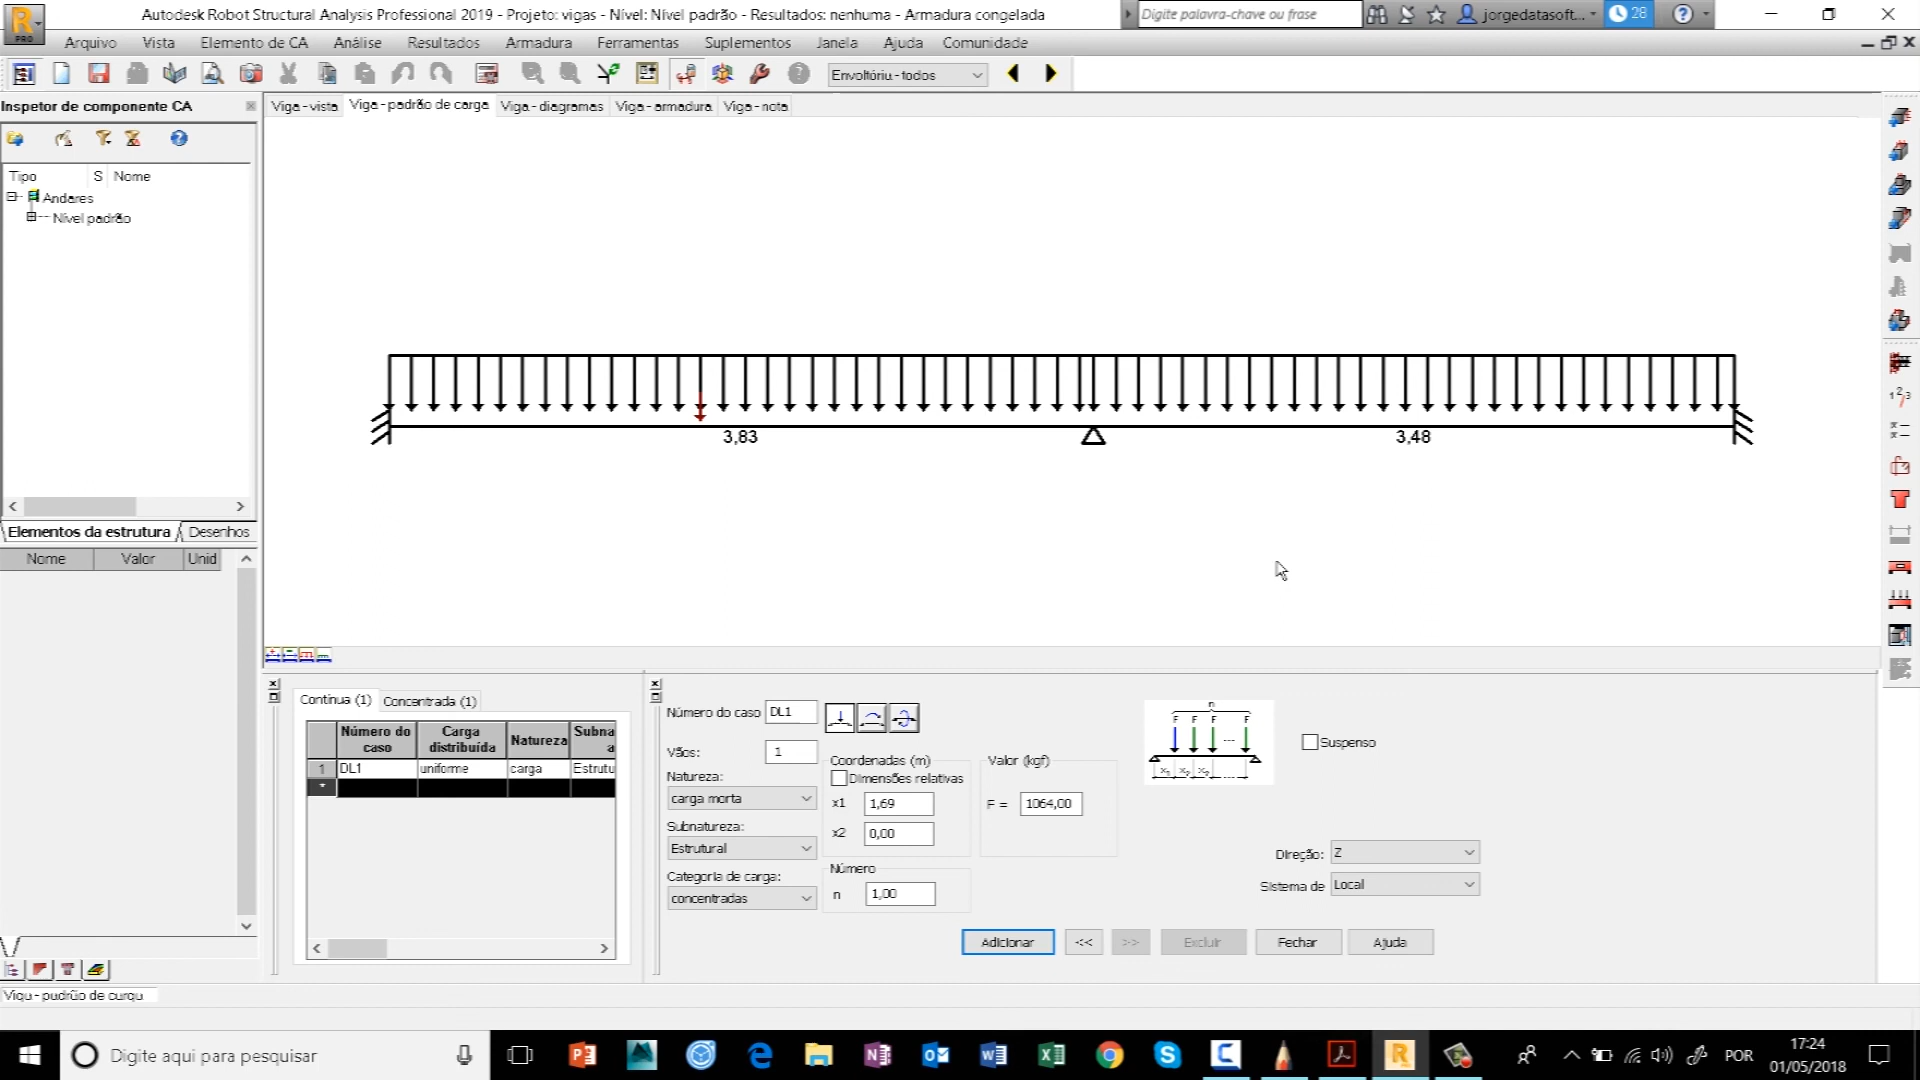 Autodesk Robot Structural Analysis Professional 2019 - Projeto: vigas - Nível: Nível padrão - Resultados: nenhuma - Armadura congelada
Digite palavra-chave ou frase
jorgedatasoft...
28
PRO
Arquivo Vista Elemento de CA Análise Resultados Armadura Ferramentas Suplementos Janela Ajuda Comunidade
Envoltória - todos
Inspetor de componente CA
Viga - vista Viga - padrão de carga Viga - diagramas Viga - armadura Viga - nota
Tipo S Nome
Andares
Nível padrão
3,83
3,48
Elementos da estrutura Desenhos
Nome Valor Unid
Contínua (1) Concentrada (1)
Número do caso Carga distribuída Natureza Subna a
1 DL1 uniforme carga Estrutu
*
Número do caso DL1
Vãos: 1
Natureza:
carga morta
Subnatureza:
Estrutural
Categoria de carga:
concentradas
Coordenadas (m)
Dimensões relativas
x1 1,69
x2 0,00
Número
n 1,00
Valor (kgf)
F = 1064,00
n
F F F F
x1 x2 x2
Suspenso
Direção: Z
Sistema de Local
Adicionar << >> Excluir Fechar Ajuda
Viga - padrão de carga
Digite aqui para pesquisar
POR
17:24
01/05/2018